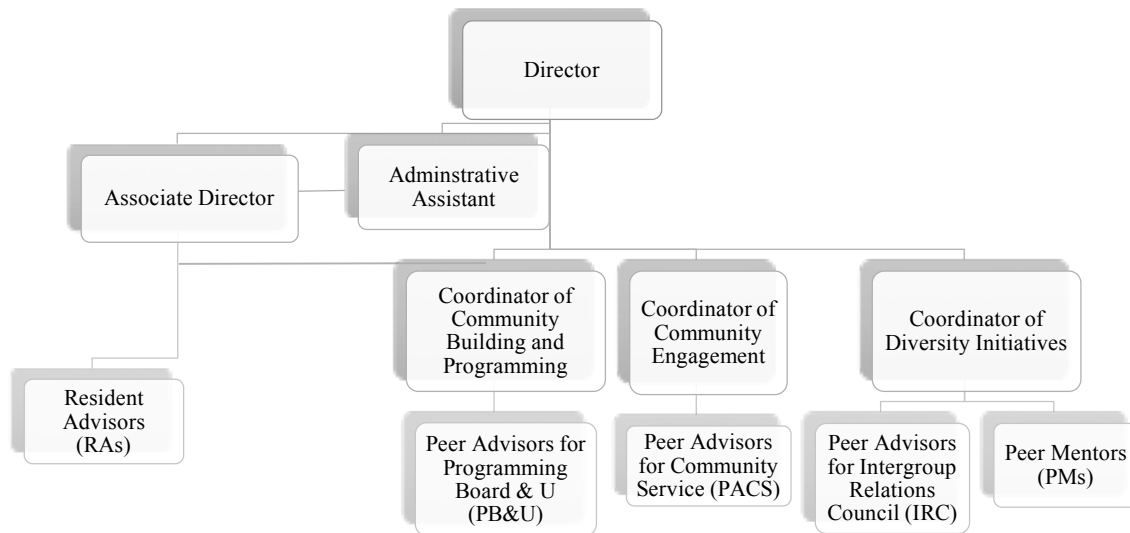 Director
Associate Director
Adminstrative
Assistant
Coordinator of
Community
Building and
Programming
Coordinator of
Community
Engagement
Coordinator of
Diversity Initiatives
Resident
Advisors
(RAs)
Peer Advisors for
Programming
Board & U
(PB&U)
Peer Advisors
for Community
Service (PACS)
Peer Advisors
for Intergroup
Relations
Council (IRC)
Peer Mentors
(PMs)